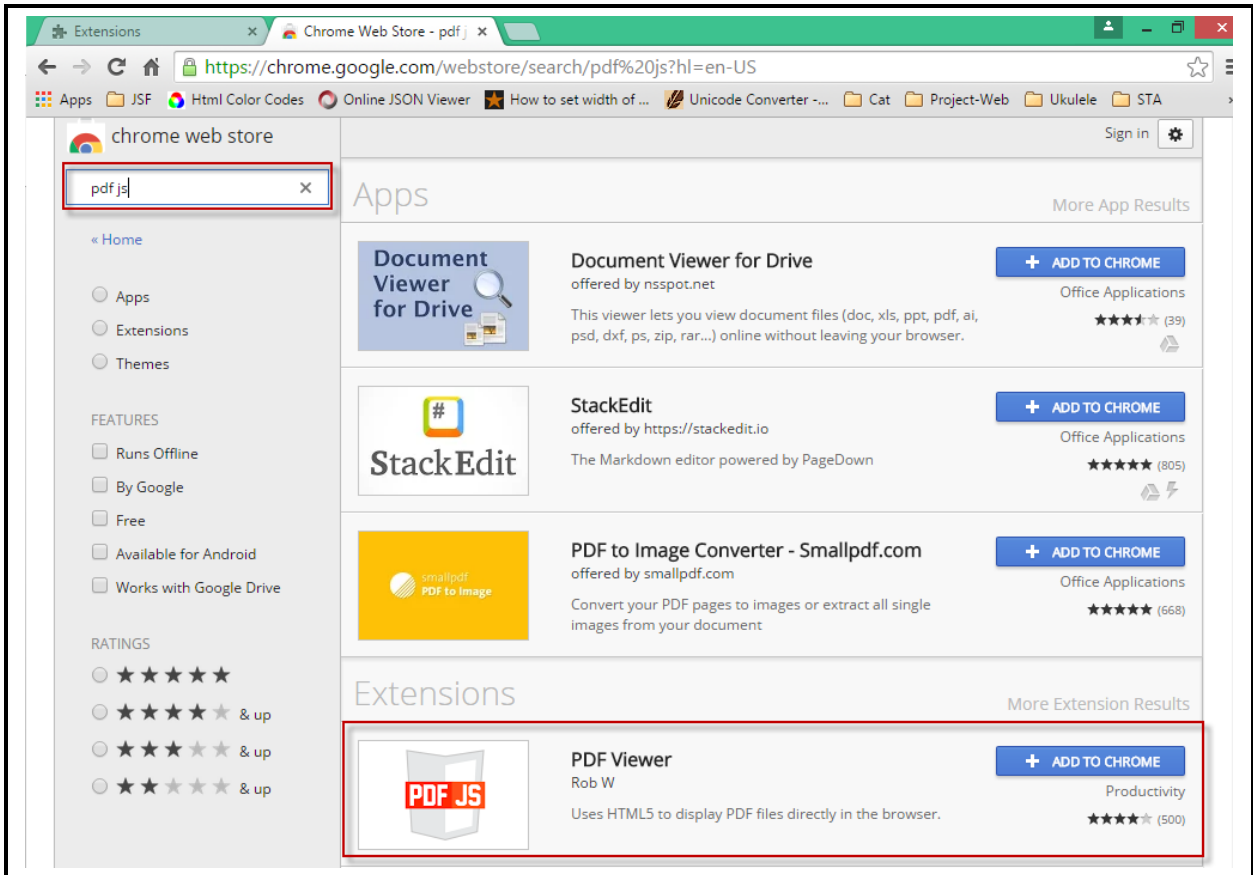 Extensions
Chrome Web Store - pdf j
https://chrome.google.com/webstore/search/pdf%20js?hl=en-US
Apps JSF Html Color Codes Online JSON Viewer How to set width of ... Unicode Converter -... Cat Project-Web Ukulele STA »
chrome web store
Sign in
pdf js
« Home
Apps
Extensions
Themes
FEATURES
Runs Offline
By Google
Free
Available for Android
Works with Google Drive
RATINGS
& up
& up
& up
Apps
More App Results
Document
Viewer
for Drive
Document Viewer for Drive
offered by nsspot.net
This viewer lets you view document files (doc, xls, ppt, pdf, ai,
psd, dxf, ps, zip, rar...) online without leaving your browser.
+ ADD TO CHROME
Office Applications
(39)
#
StackEdit
StackEdit
offered by https://stackedit.io
The Markdown editor powered by PageDown
+ ADD TO CHROME
Office Applications
(805)
smallpdf
PDF to Image
PDF to Image Converter - Smallpdf.com
offered by smallpdf.com
Convert your PDF pages to images or extract all single
images from your document
+ ADD TO CHROME
Office Applications
(668)
Extensions
More Extension Results
PDF JS
PDF Viewer
Rob W
Uses HTML5 to display PDF files directly in the browser.
+ ADD TO CHROME
Productivity
(500)